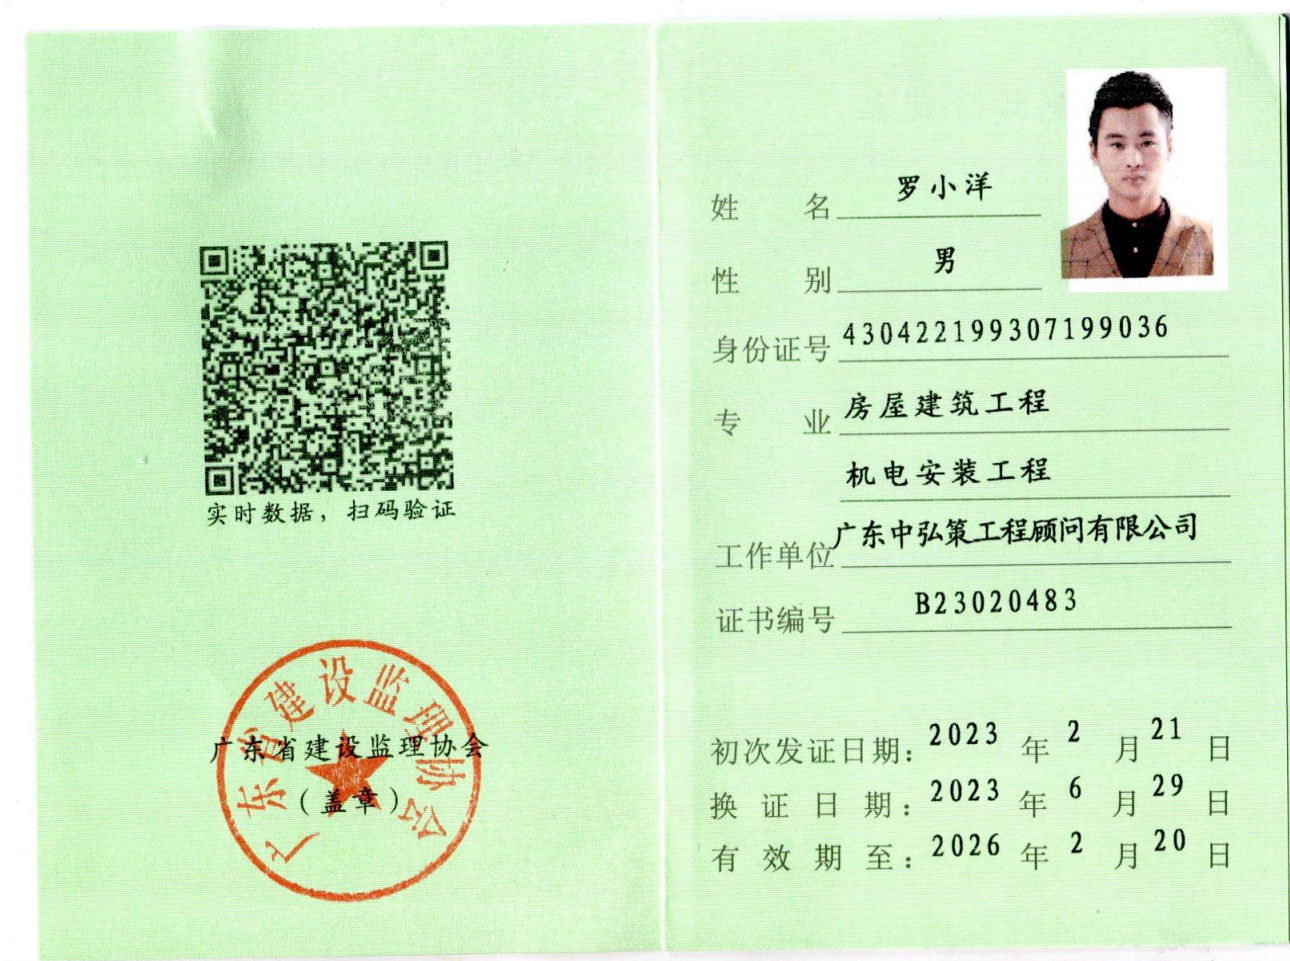 实时数据，扫码验证
广东省建设监理协会
广东省建设监理协会
（盖章）
姓 名 罗小洋
性 别 男
身份证号 430422199307199036
专 业 房屋建筑工程
机电安装工程
工作单位 广东中弘策工程顾问有限公司
证书编号 B23020483
初次发证日期：2023 年 2 月 21 日
换证日期：2023 年 6 月 29 日
有效期至：2026 年 2 月 20 日